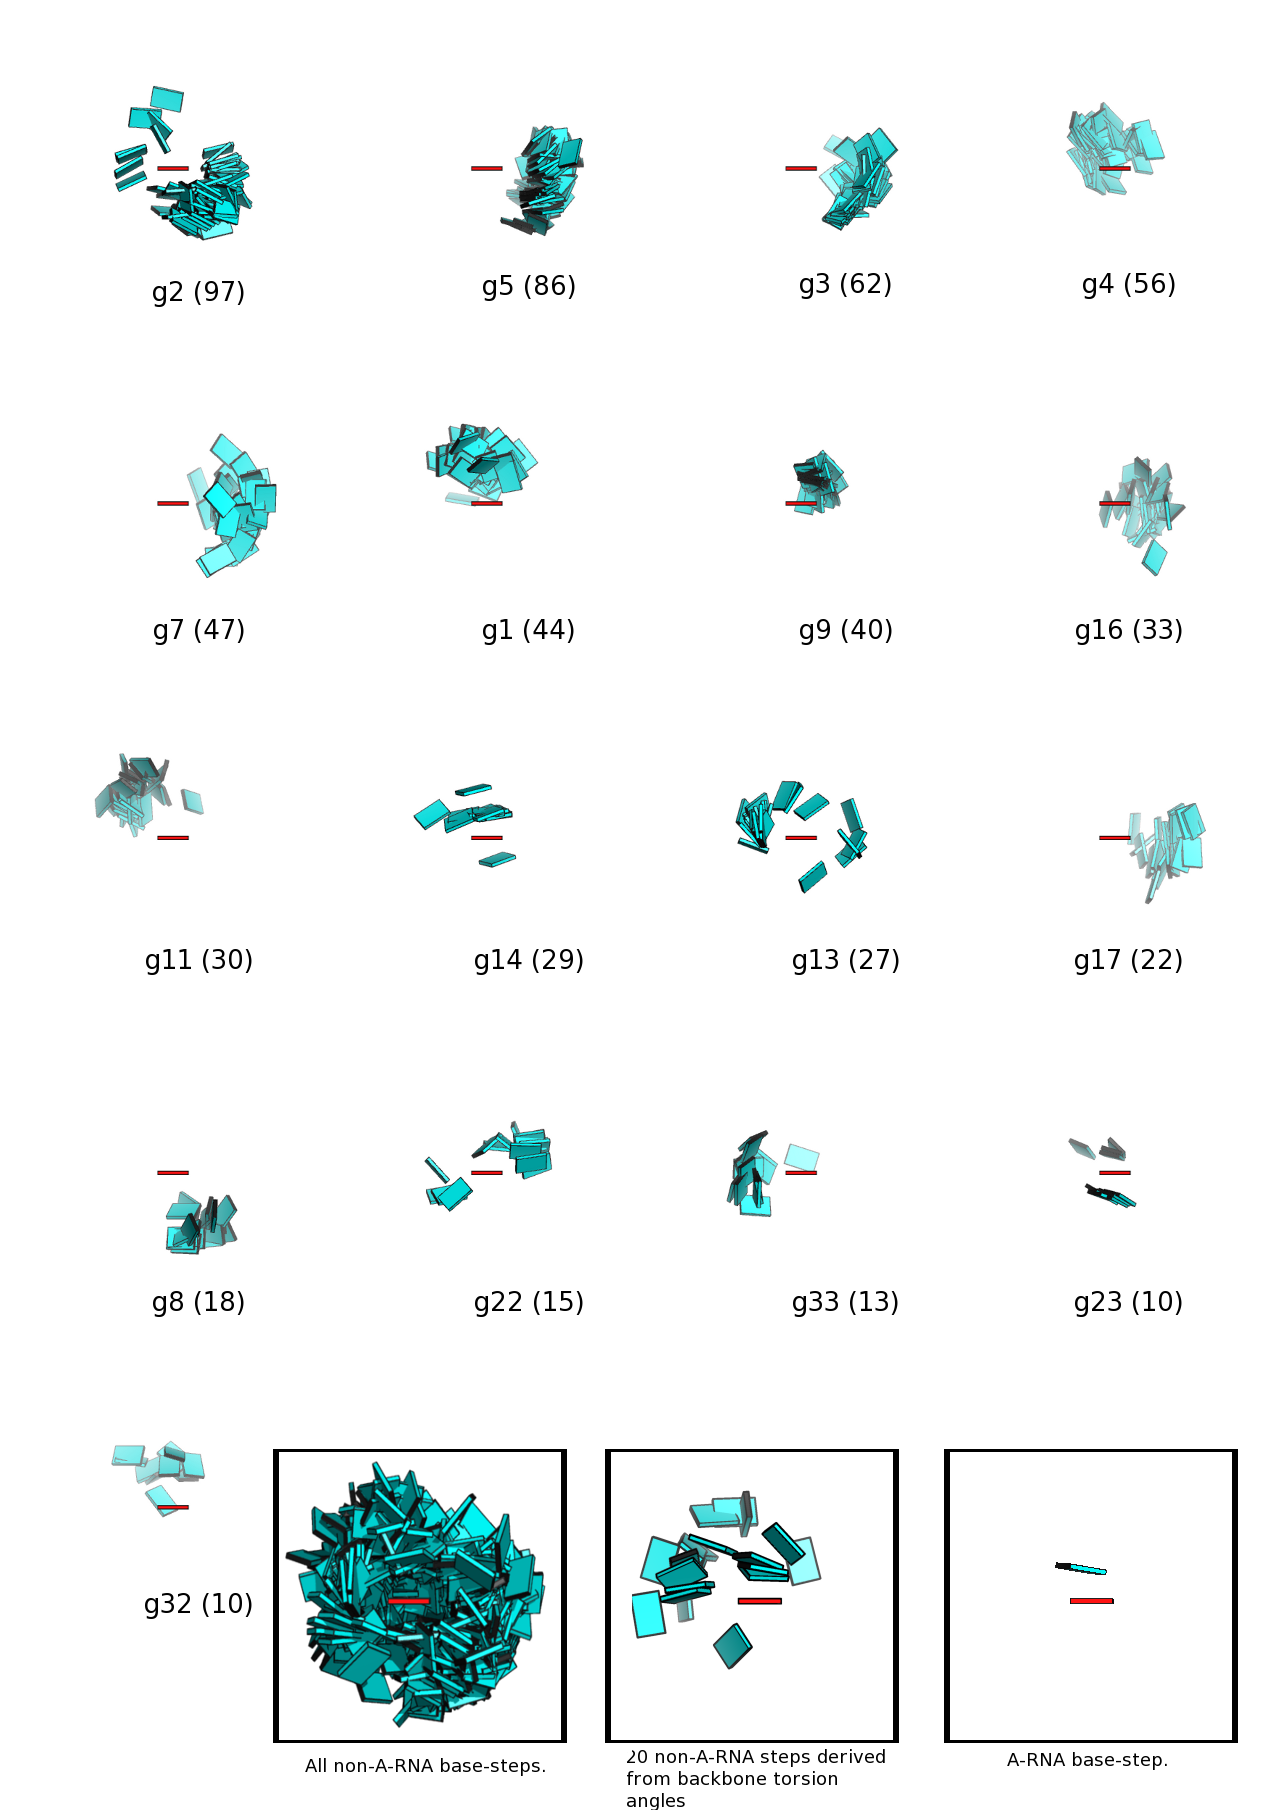 g2 (97)
g5 (86)
g3 (62)
g4 (56)
g7 (47)
g1 (44)
g9 (40)
g16 (33)
g11 (30)
g14 (29)
g13 (27)
g17 (22)
g8 (18)
g22 (15)
g33 (13)
g23 (10)
g32 (10)
All non-A-RNA base-steps.
20 non-A-RNA steps derived
from backbone torsion
angles
A-RNA base-step.